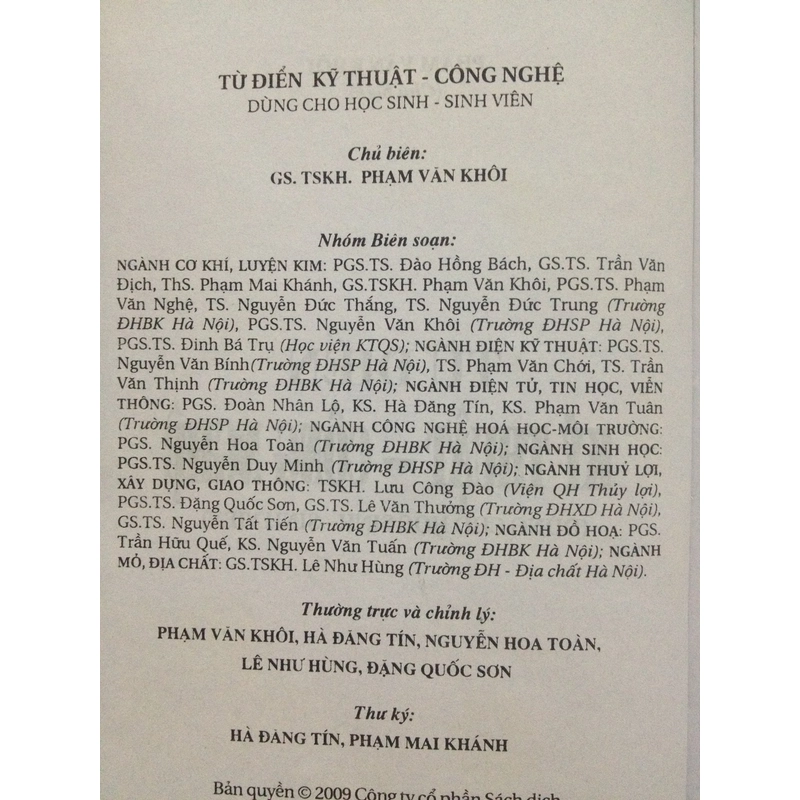 TỪ ĐIỂN KỸ THUẬT - CÔNG NGHỆ
DÙNG CHO HỌC SINH - SINH VIÊN
Chủ biên:
GS. TSKH. PHẠM VĂN KHÔI
Nhóm Biên soạn:
NGÀNH CƠ KHÍ, LUYỆN KIM: PGS.TS. Đào Hồng Bách, GS.TS. Trần Văn
Địch, ThS. Phạm Mai Khánh, GS.TSKH. Phạm Văn Khôi, PGS.TS. Phạm
Văn Nghệ, TS. Nguyễn Đức Thắng, TS. Nguyễn Đức Trung (Trường
ĐHBK Hà Nội), PGS.TS. Nguyễn Văn Khôi (Trường ĐHSP Hà Nội),
PGS.TS. Đinh Bá Trụ (Học viện KTQS); NGÀNH ĐIỆN KỸ THUẬT: PGS.TS.
Nguyễn Văn Bính(Trường ĐHSP Hà Nội), TS. Phạm Văn Chới, TS. Trần
Văn Thịnh (Trường ĐHBK Hà Nội); NGÀNH ĐIỆN TỬ, TIN HỌC, VIỄN
THÔNG: PGS. Đoàn Nhân Lộ, KS. Hà Đăng Tín, KS. Phạm Văn Tuân
(Trường ĐHSP Hà Nội); NGÀNH CÔNG NGHỆ HOÁ HỌC-MÔI TRƯỜNG:
PGS. Nguyễn Hoa Toàn (Trường ĐHBK Hà Nội); NGÀNH SINH HỌC:
PGS.TS. Nguyễn Duy Minh (Trường ĐHSP Hà Nội); NGÀNH THUỶ LỢI,
XÂY DỰNG, GIAO THÔNG: TSKH. Lưu Công Đào (Viện QH Thủy lợi),
PGS.TS. Đặng Quốc Sơn, GS.TS. Lê Văn Thưởng (Trường ĐHXD Hà Nội),
GS.TS. Nguyễn Tất Tiến (Trường ĐHBK Hà Nội); NGÀNH ĐỒ HOẠ: PGS.
Trần Hữu Quế, KS. Nguyễn Văn Tuấn (Trường ĐHBK Hà Nội); NGÀNH
MỎ, ĐỊA CHẤT: GS.TSKH. Lê Như Hùng (Trường ĐH - Địa chất Hà Nội).
Thường trực và chỉnh lý:
PHẠM VĂN KHÔI, HÀ ĐĂNG TÍN, NGUYỄN HOA TOÀN,
LÊ NHƯ HÙNG, ĐẶNG QUỐC SƠN
Thư ký:
HÀ ĐĂNG TÍN, PHẠM MAI KHÁNH
Bản quyền © 2009 Công ty cổ phần Sách dịch